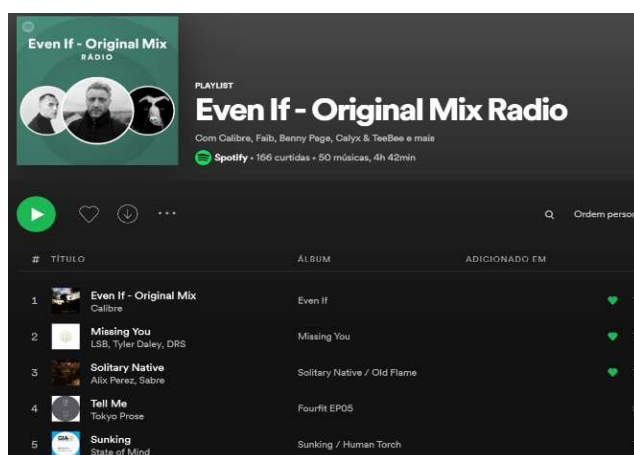 Even If - Original Mix
RÁDIO
PLAYLIST
Even If - Original Mix Radio
Com Calibre, Faib, Benny Page, Calyx & TeeBee e mais
Spotify • 166 curtidas • 50 músicas, 4h 42min
Ordem person
# TÍTULO ÁLBUM ADICIONADO EM
1 Even If - Original Mix Even If
Calibre
2 Missing You Missing You
LSB, Tyler Daley, DRS
3 Solitary Native Solitary Native / Old Flame
Alix Perez, Sabre
4 Tell Me Fourfit EP05
Tokyo Prose
5 Sunking Sunking / Human Torch
State of Mind